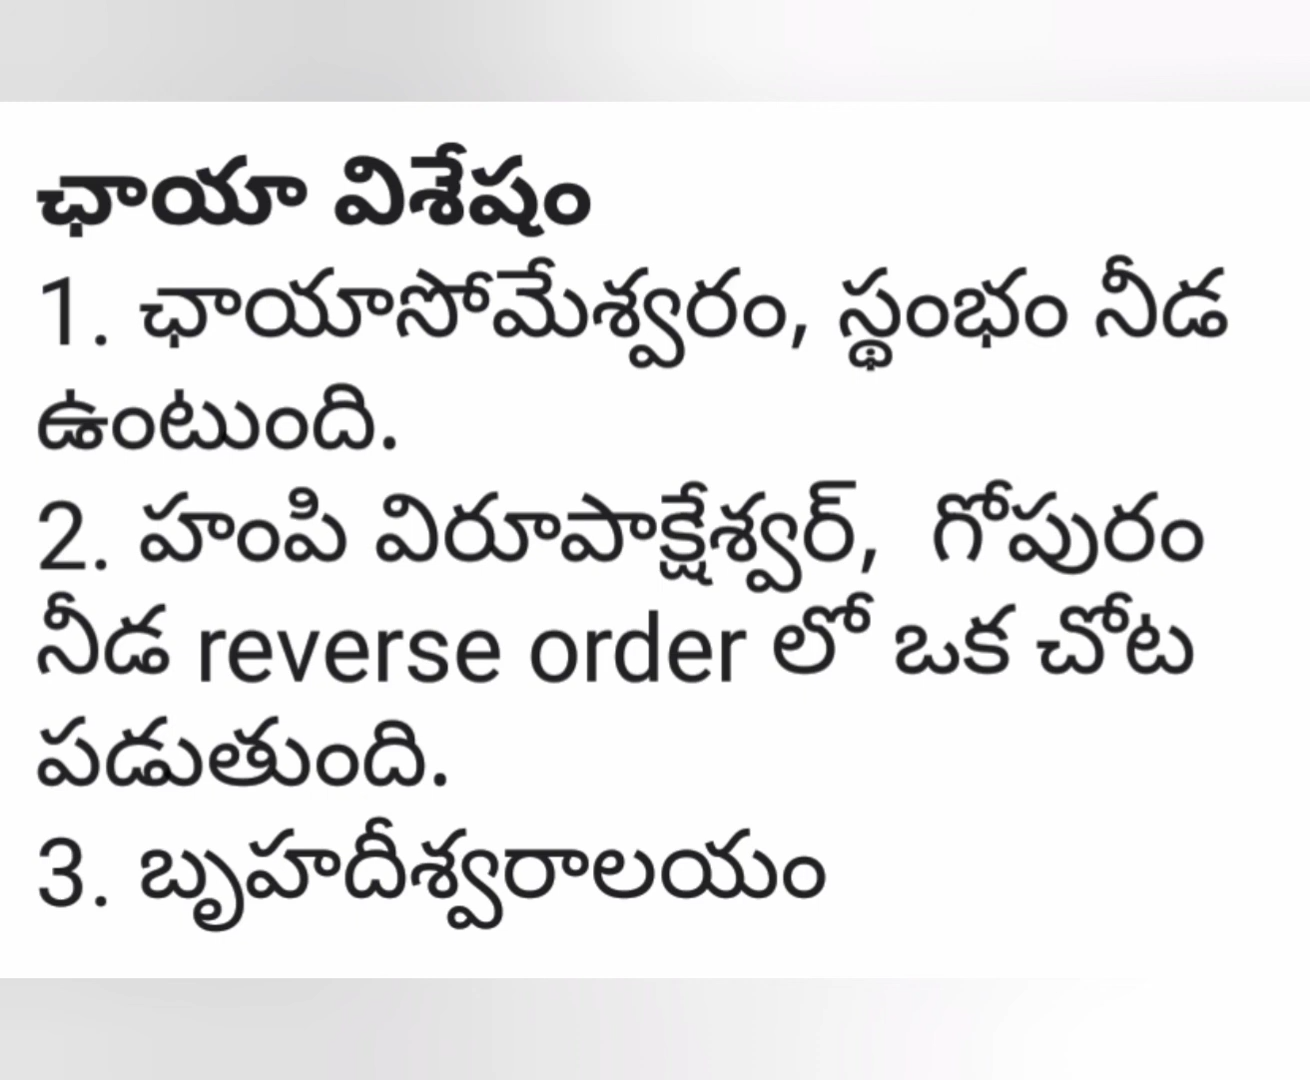 ఛాయా విశేషం
1. ఛాయాసోమేశ్వరం, స్థంభం నీడ
ఉంటుంది.
2. హంపి విరూపాక్షేశ్వర్,  గోపురం
నీడ reverse order లో ఒక చోట
పడుతుంది.
3. బృహదీశ్వరాలయం